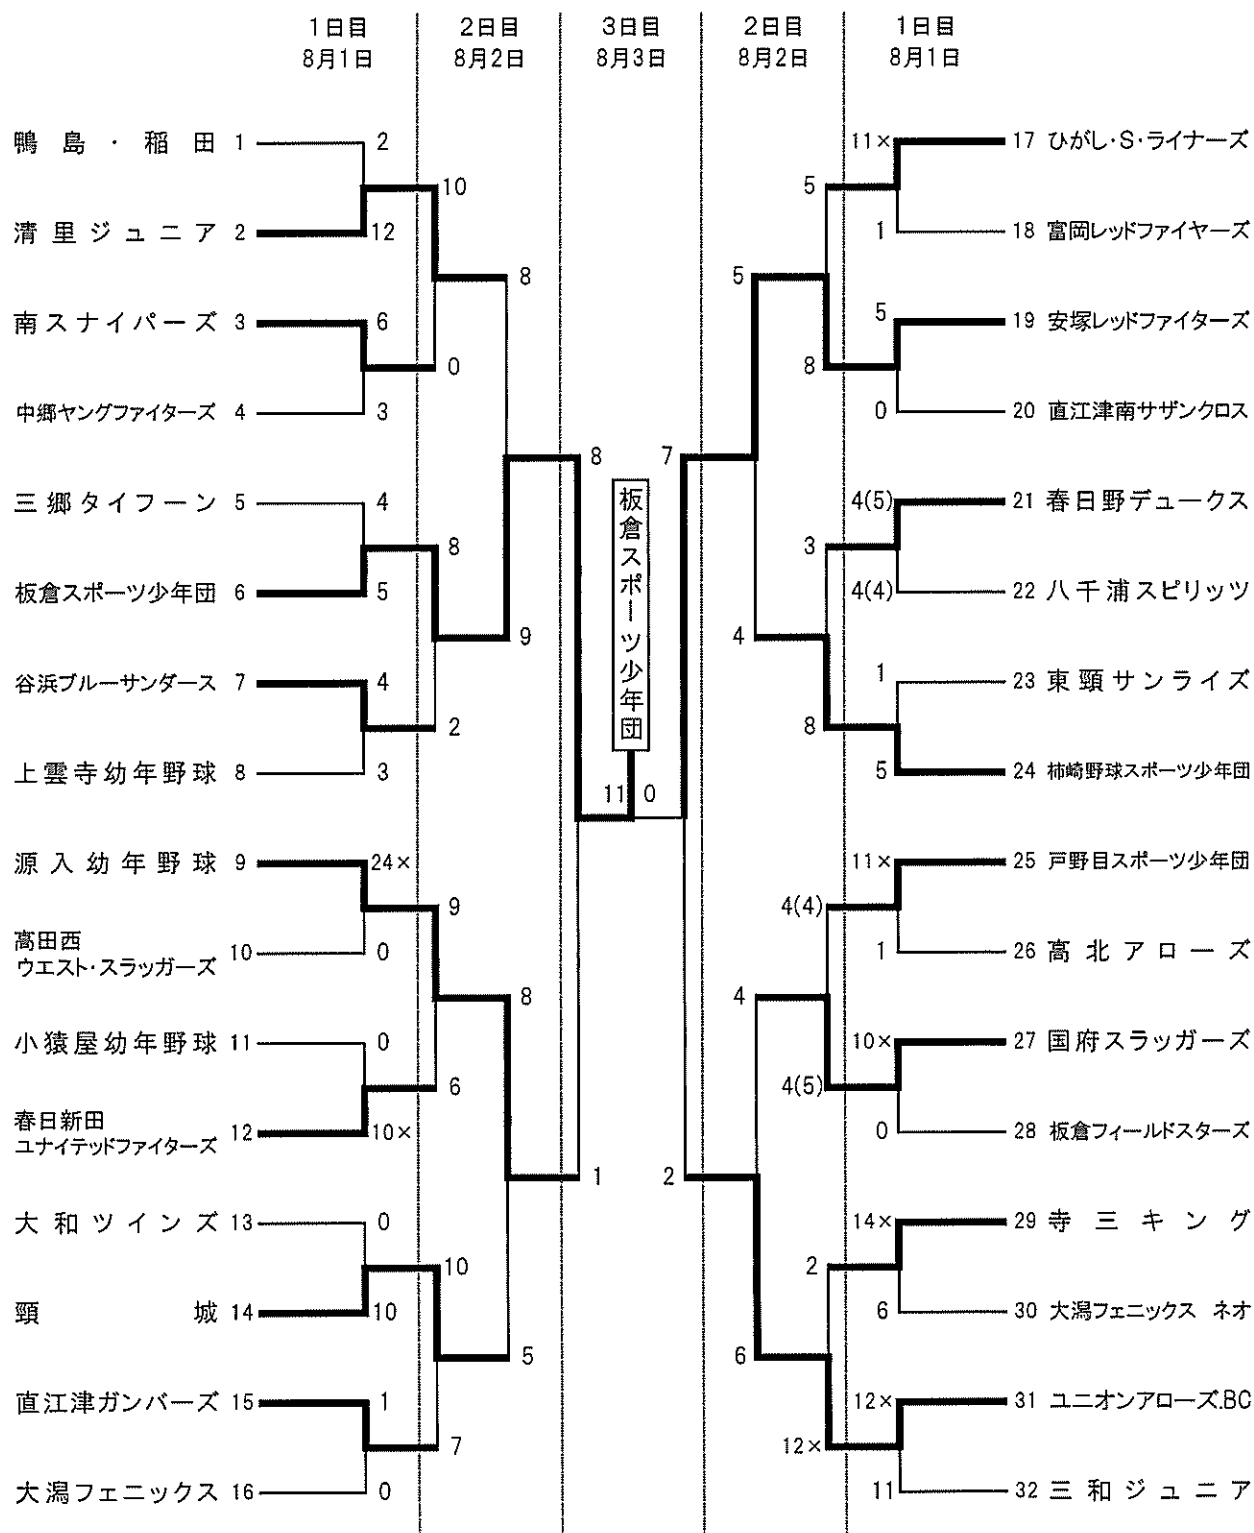 1日目 2日目 3日目 2日目 1日目
8月1日 8月2日 8月3日 8月2日 8月1日
鴨島・稲田 1 2
10
清里ジュニア 2 12
8
南スナイパーズ 3 6
0
中郷ヤングファイターズ 4 3
8
三郷タイフーン 5 4
8
板倉スポーツ少年団 6 5
9
谷浜ブルーサンダース 7 4
2
上雲寺幼年野球 8 3
源入幼年野球 9 24×
9
高田西
ウエスト・スラッガーズ 10 0
8
小猿屋幼年野球 11 0
6
春日新田
ユナイテッドファイターズ 12 10×
1
大和ツインズ 13 0
10
頸城 14 10
5
直江津ガンバーズ 15 1
7
大潟フェニックス 16 0
板倉スポーツ少年団
11 0
11× 17 ひがし・S・ライナーズ
5
1 18 富岡レッドファイヤーズ
5
5 19 安塚レッドファイターズ
8
0 20 直江津南サザンクロス
7
4(5) 21 春日野デュークス
3
4(4) 22 八千浦スピリッツ
4
1 23 東頸サンライズ
8
5 24 柿崎野球スポーツ少年団
11× 25 戸野目スポーツ少年団
4(4)
1 26 高北アローズ
4
10× 27 国府スラッガーズ
4(5)
0 28 板倉フィールドスターズ
2
14× 29 寺三キング
2
6 30 大潟フェニックス ネオ
6
12× 31 ユニオンアローズ.BC
12×
11 32 三和ジュニア